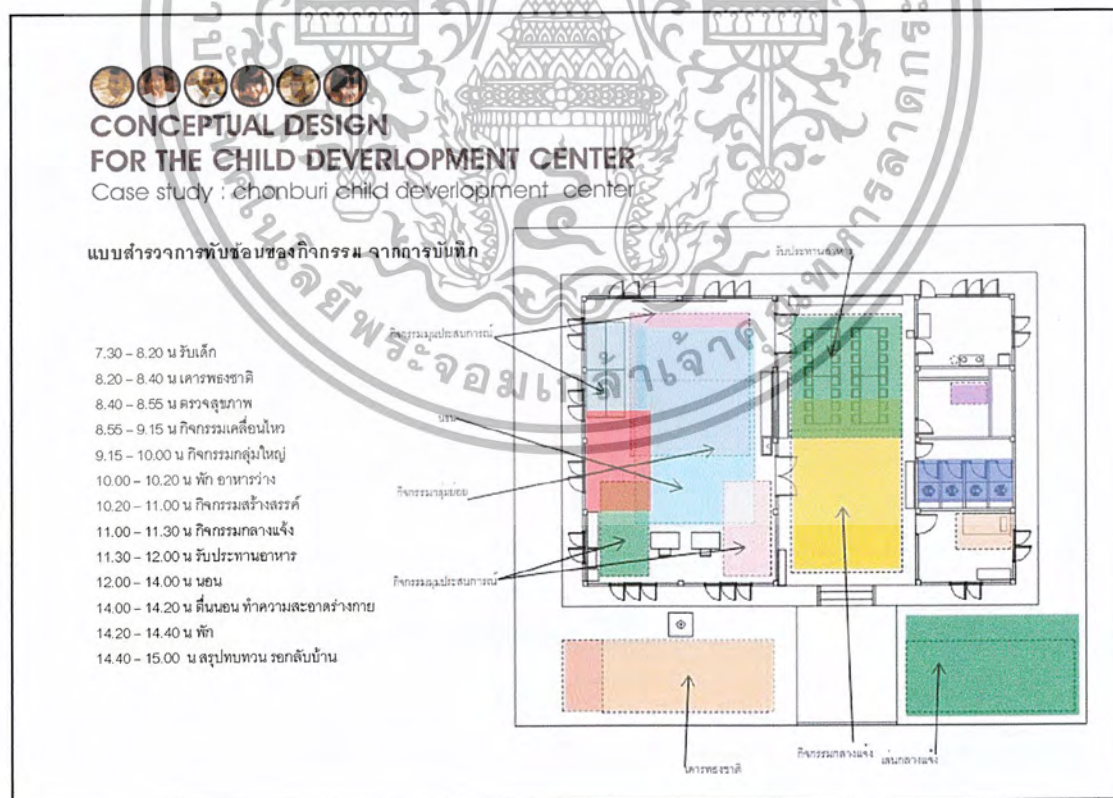 CONCEPTUAL DESIGN
FOR THE CHILD DEVERLOPMENT CENTER
Case study : chonburi child deverlopment center
แบบสำรวจการทับซ้อนของกิจกรรม จากการบันทึก
7.30 – 8.20 น รับเด็ก
8.20 – 8.40 น เคารพธงชาติ
8.40 – 8.55 น ตรวจสุขภาพ
8.55 – 9.15 น กิจกรรมเคลื่อนไหว
9.15 – 10.00 น กิจกรรมกลุ่มใหญ่
10.00 – 10.20 น พัก อาหารว่าง
10.20 – 11.00 น กิจกรรมสร้างสรรค์
11.00 – 11.30 น กิจกรรมกลางแจ้ง
11.30 – 12.00 น รับประทานอาหาร
12.00 – 14.00 น นอน
14.00 – 14.20 น ตื่นนอน ทำความสะอาดร่างกาย
14.20 – 14.40 น พัก
14.40 – 15.00 น สรุปทบทวน รอกลับบ้าน
รับประทานอาหาร
กิจกรรมมุมประสบการณ์
นอน
กิจกรรมกลุ่มย่อย
กิจกรรมมุมประสบการณ์
เคารพธงชาติ
กิจกรรมกลางแจ้ง
เล่นกลางแจ้ง